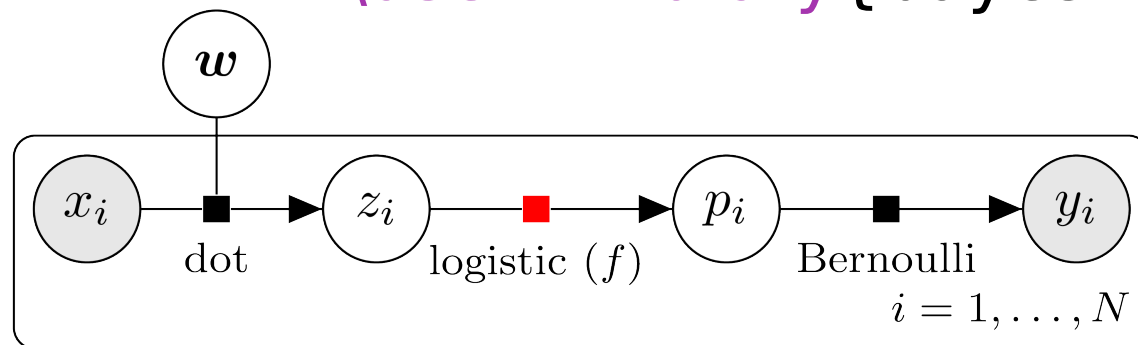 w
x_i z_i p_i y_i
dot logistic (f) Bernoulli
i = 1, . . . , N